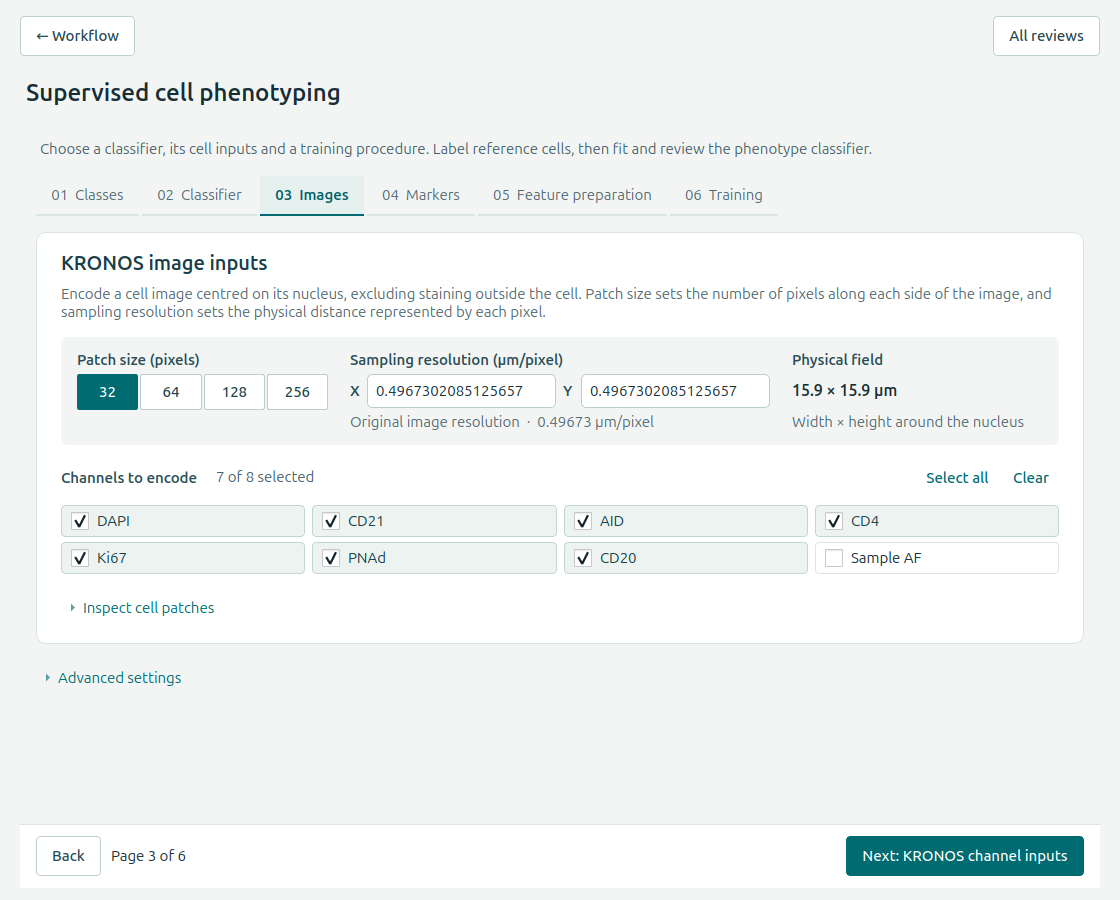 ← Workflow
All reviews
Supervised cell phenotyping
Choose a classifier, its cell inputs and a training procedure. Label reference cells, then fit and review the phenotype classifier.
01 Classes
02 Classifier
03 Images
04 Markers
05 Feature preparation
06 Training
KRONOS image inputs
Encode a cell image centred on its nucleus, excluding staining outside the cell. Patch size sets the number of pixels along each side of the image, and
sampling resolution sets the physical distance represented by each pixel.
Patch size (pixels)
32
64
128
256
Sampling resolution (µm/pixel)
X 0.4967302085125657 Y 0.4967302085125657
Original image resolution · 0.49673 µm/pixel
Physical field
15.9 × 15.9 µm
Width × height around the nucleus
Channels to encode
7 of 8 selected
Select all
Clear
DAPI
CD21
AID
CD4
Ki67
PNAd
CD20
Sample AF
Inspect cell patches
Advanced settings
Back
Page 3 of 6
Next: KRONOS channel inputs